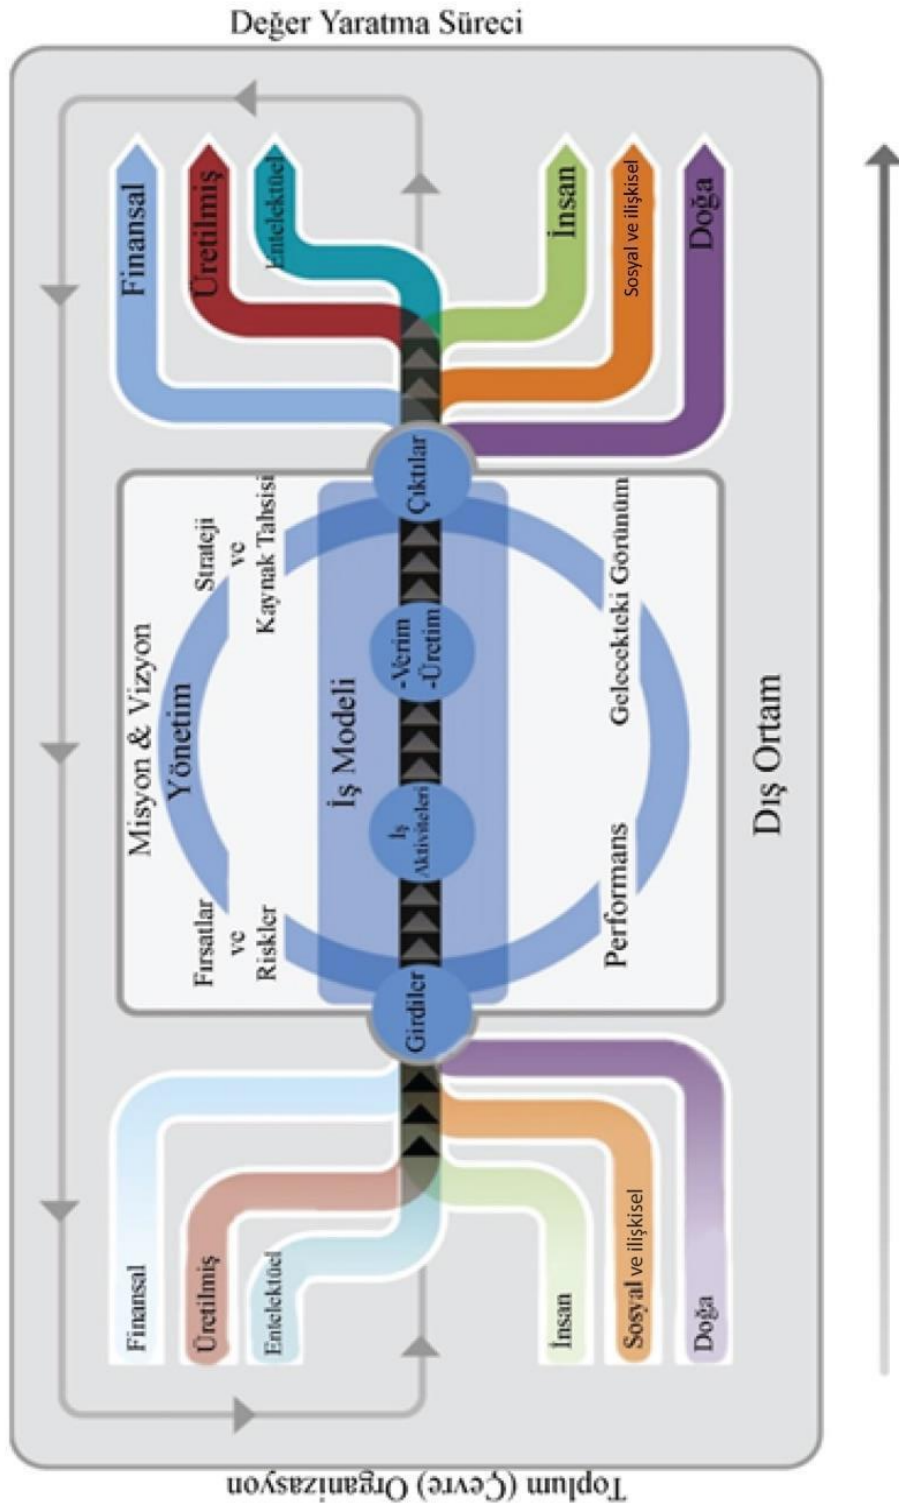 Değer Yaratma Süreci
Finansal
Üretilmiş
Entelektüel
İnsan
Sosyal ve ilişkisel
Doğa
Misyon & Vizyon
Yönetim
Fırsatlar
ve
Riskler
Strateji
ve
Kaynak Tahsisi
İş Modeli
Girdiler
İş
Aktiviteleri
-Verim
-Üretim
Çıktılar
Performans
Gelecekteki Görünüm
Dış Ortam
Finansal
Üretilmiş
Entelektüel
İnsan
Sosyal ve ilişkisel
Doğa
Toplum (Çevre) Organizasyon